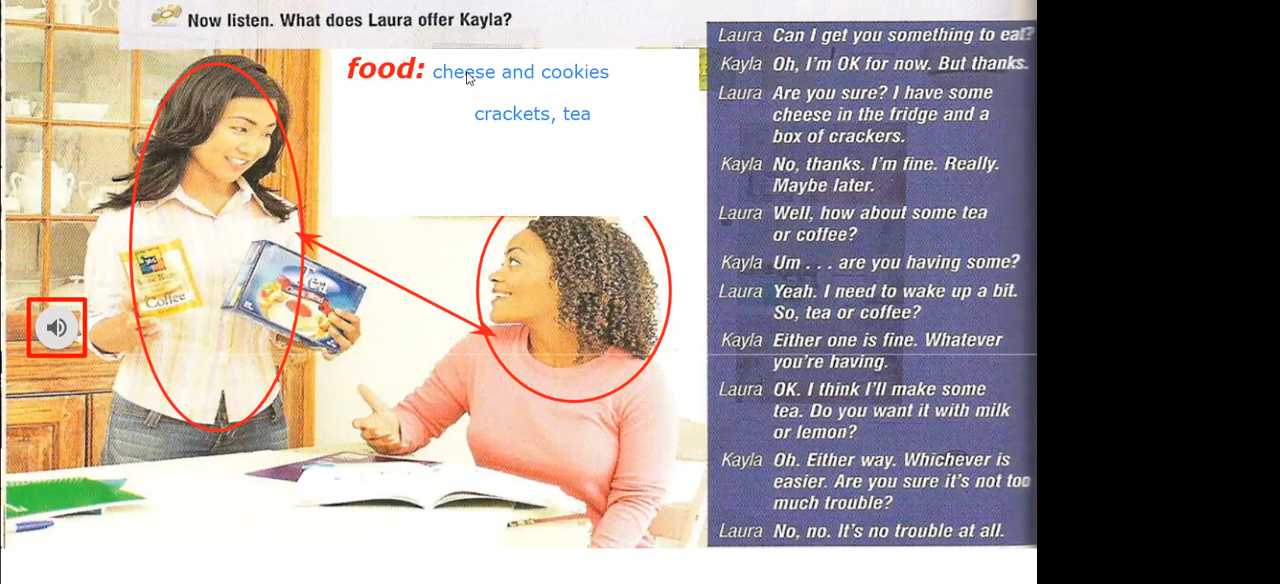 Now listen. What does Laura offer Kayla?
food: cheese and cookies
crackets, tea
Coffee
Laura Can I get you something to eat?
Kayla Oh, I'm OK for now. But thanks.
Laura Are you sure? I have some
cheese in the fridge and a
box of crackers.
Kayla No, thanks. I'm fine. Really.
Maybe later.
Laura Well, how about some tea
or coffee?
Kayla Um . . . are you having some?
Laura Yeah. I need to wake up a bit.
So, tea or coffee?
Kayla Either one is fine. Whatever
you're having.
Laura OK. I think I'll make some
tea. Do you want it with milk
or lemon?
Kayla Oh. Either way. Whichever is
easier. Are you sure it's not too
much trouble?
Laura No, no. It's no trouble at all.